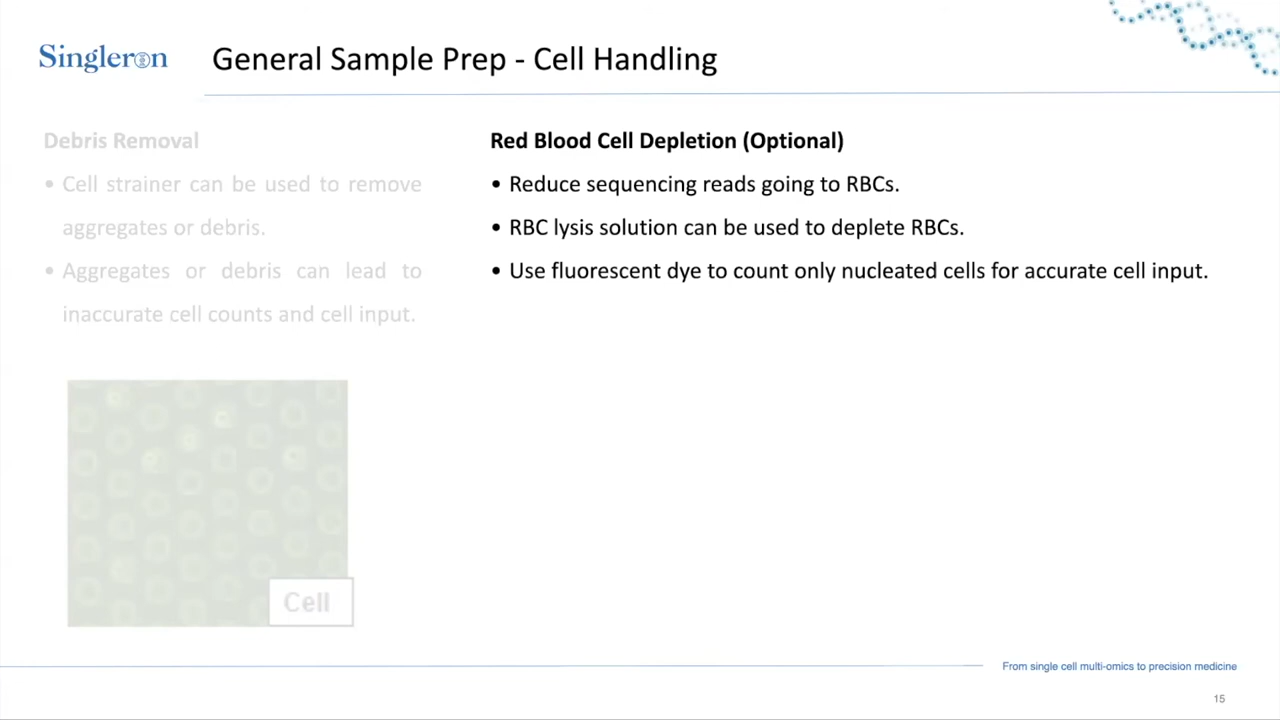 Singleron
General Sample Prep - Cell Handling
Debris Removal
• Cell strainer can be used to remove
aggregates or debris.
• Aggregates or debris can lead to
inaccurate cell counts and cell input.
Cell
Red Blood Cell Depletion (Optional)
• Reduce sequencing reads going to RBCs.
• RBC lysis solution can be used to deplete RBCs.
• Use fluorescent dye to count only nucleated cells for accurate cell input.
From single cell multi-omics to precision medicine
15